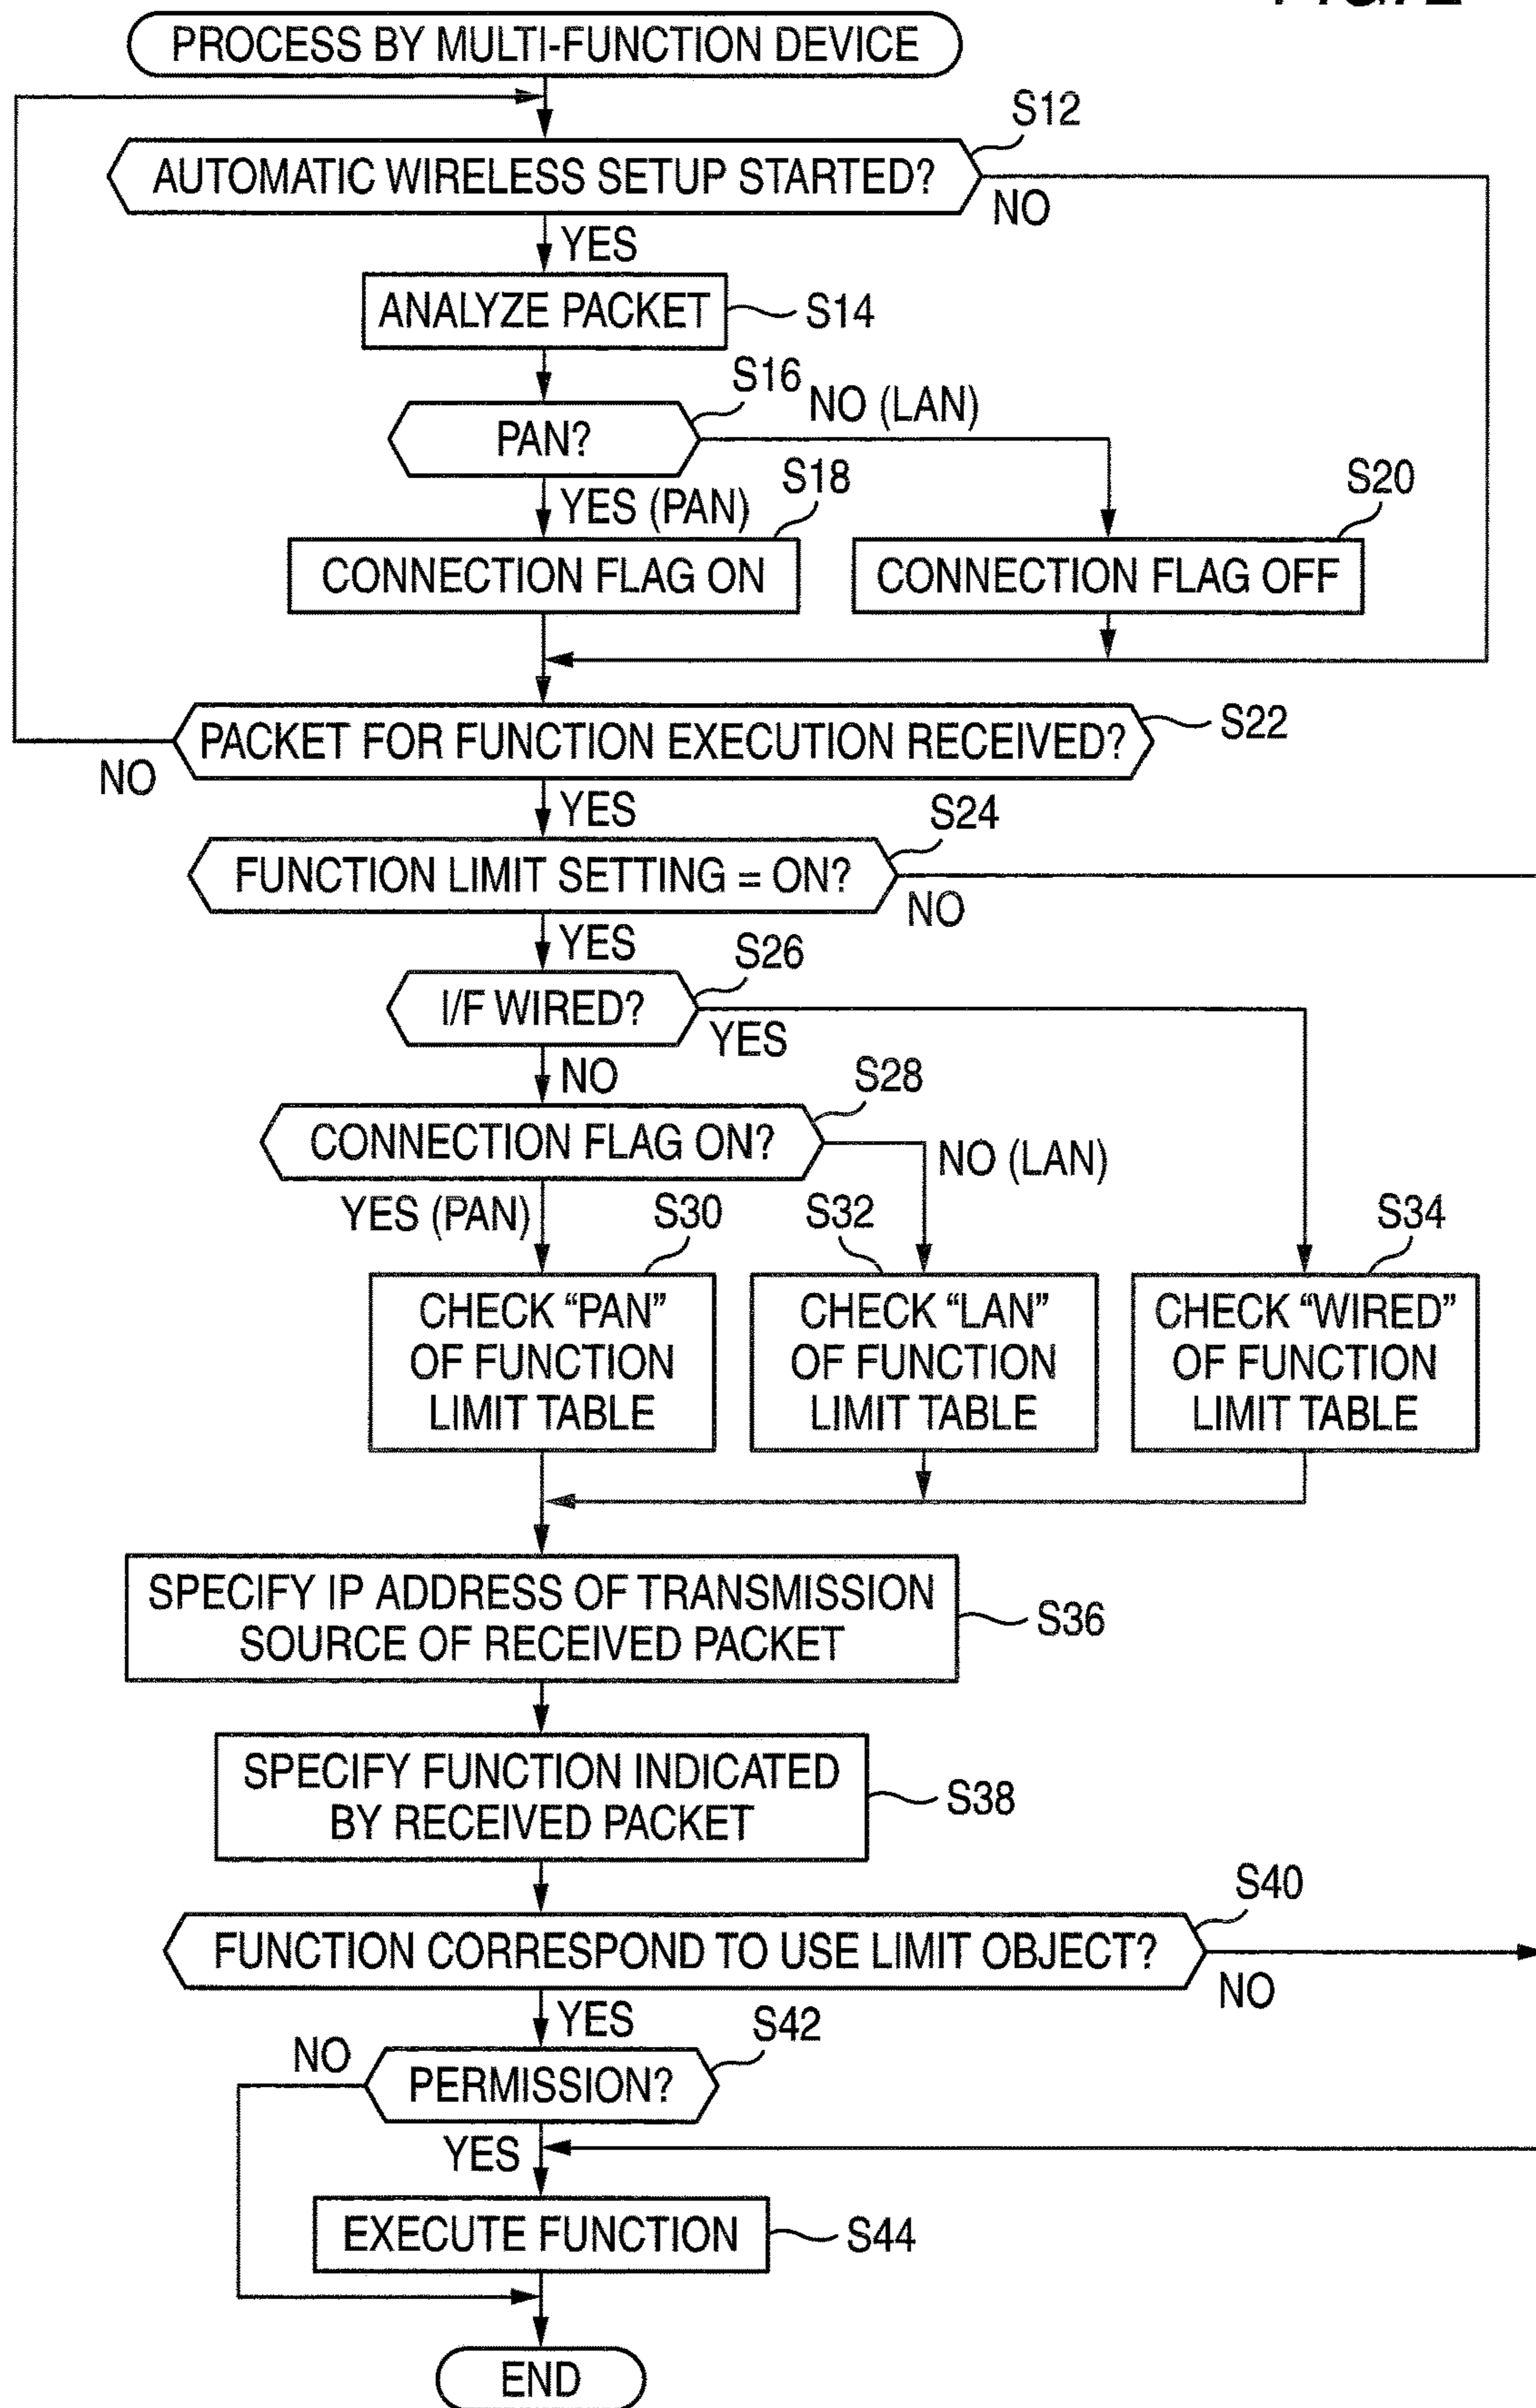 PROCESS BY MULTI-FUNCTION DEVICE
S12
AUTOMATIC WIRELESS SETUP STARTED?
NO
YES
ANALYZE PACKET
S14
S16
NO (LAN)
PAN?
S18
S20
YES (PAN)
CONNECTION FLAG ON
CONNECTION FLAG OFF
PACKET FOR FUNCTION EXECUTION RECEIVED?
S22
NO
YES
S24
FUNCTION LIMIT SETTING = ON?
NO
YES
S26
I/F WIRED?
YES
NO
S28
CONNECTION FLAG ON?
NO (LAN)
YES (PAN)
S30
S32
S34
CHECK “PAN”
OF FUNCTION
LIMIT TABLE
CHECK “LAN”
OF FUNCTION
LIMIT TABLE
CHECK “WIRED”
OF FUNCTION
LIMIT TABLE
SPECIFY IP ADDRESS OF TRANSMISSION
SOURCE OF RECEIVED PACKET
S36
SPECIFY FUNCTION INDICATED
BY RECEIVED PACKET
S38
S40
FUNCTION CORRESPOND TO USE LIMIT OBJECT?
NO
YES
S42
NO
PERMISSION?
YES
EXECUTE FUNCTION
S44
END